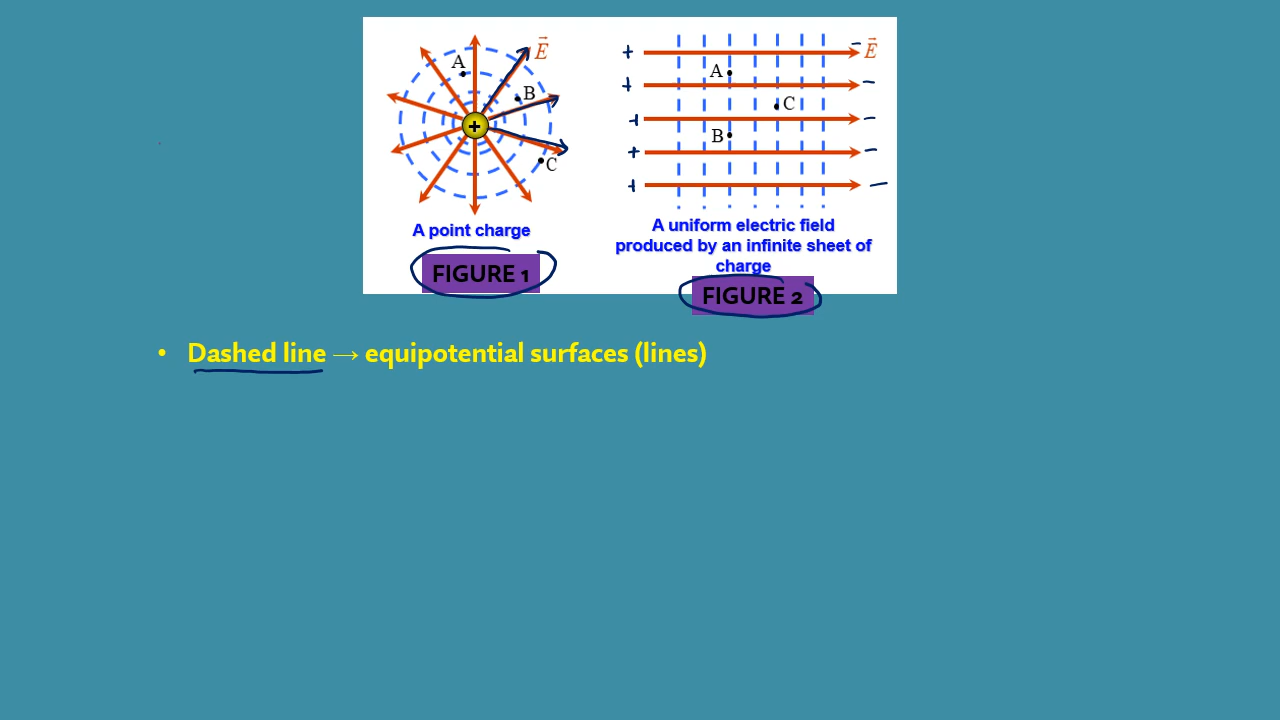 A
B
C
+
E⃗
A point charge
FIGURE 1
+
+
+
+
+
A
B
C
E⃗
−
−
−
−
−
A uniform electric field
produced by an infinite sheet of
charge
FIGURE 2
• Dashed line → equipotential surfaces (lines)